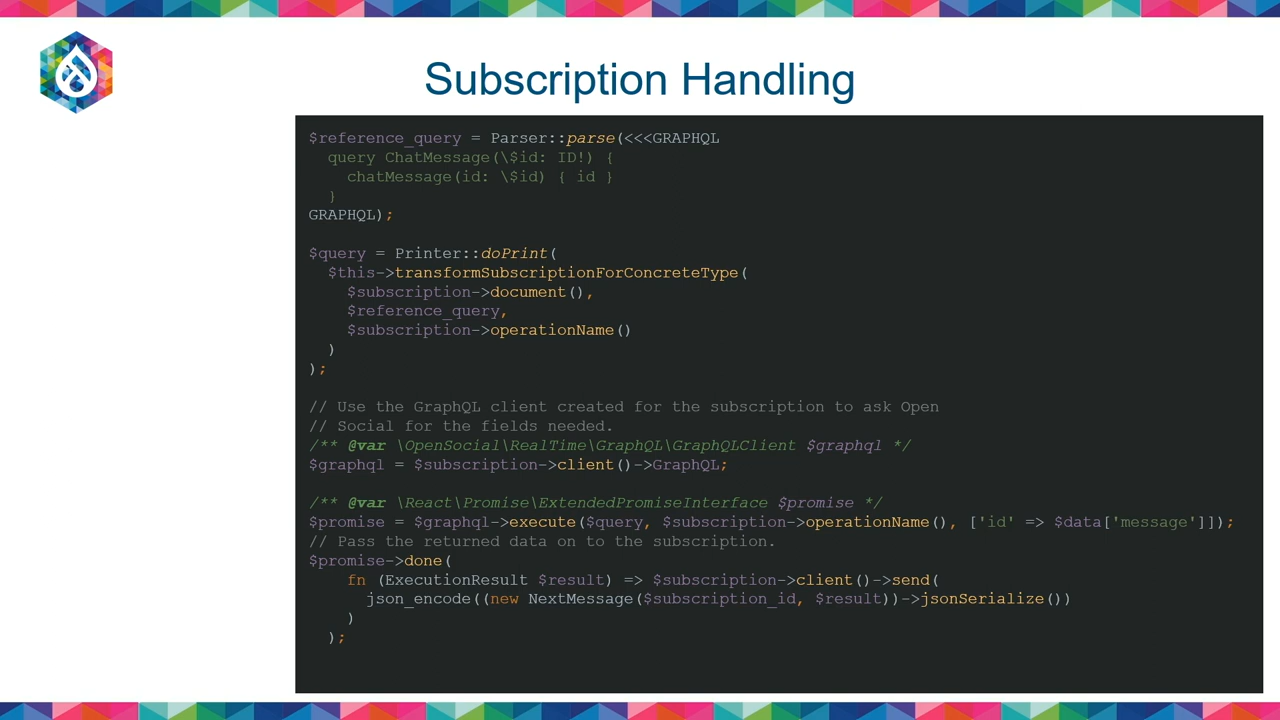 Subscription Handling
$reference_query = Parser::parse(<<<GRAPHQL
  query ChatMessage(\$id: ID!) {
    chatMessage(id: \$id) { id }
  }
GRAPHQL);
$query = Printer::doPrint(
  $this->transformSubscriptionForConcreteType(
    $subscription->document(),
    $reference_query,
    $subscription->operationName()
  )
);
// Use the GraphQL client created for the subscription to ask Open
// Social for the fields needed.
/** @var \OpenSocial\RealTime\GraphQL\GraphQLClient $graphql */
$graphql = $subscription->client()->GraphQL;
/** @var \React\Promise\ExtendedPromiseInterface $promise */
$promise = $graphql->execute($query, $subscription->operationName(), ['id' => $data['message']]);
// Pass the returned data on to the subscription.
$promise->done(
    fn (ExecutionResult $result) => $subscription->client()->send(
      json_encode((new NextMessage($subscription_id, $result))->jsonSerialize())
    )
  );